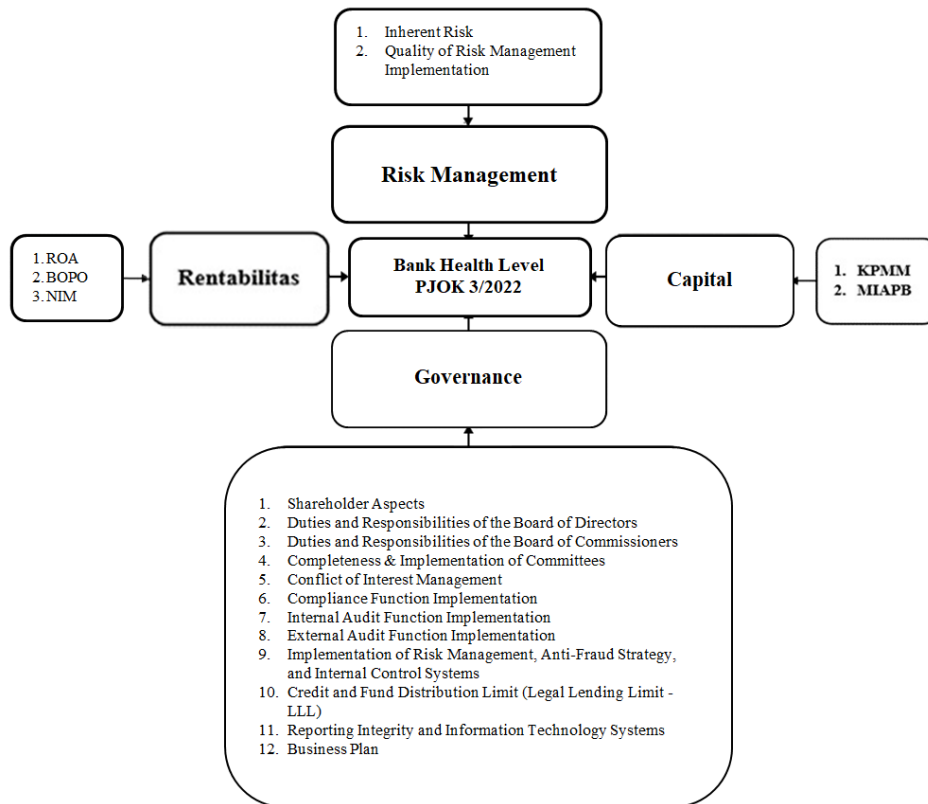 1. Inherent Risk
2. Quality of Risk Management
Implementation
Risk Management
1. ROA
2. BOPO
3. NIM
Rentabilitas
Bank Health Level
PJOK 3/2022
Capital
1. KPMM
2. MIAPB
Governance
1. Shareholder Aspects
2. Duties and Responsibilities of the Board of Directors
3. Duties and Responsibilities of the Board of Commissioners
4. Completeness & Implementation of Committees
5. Conflict of Interest Management
6. Compliance Function Implementation
7. Internal Audit Function Implementation
8. External Audit Function Implementation
9. Implementation of Risk Management, Anti-Fraud Strategy,
and Internal Control Systems
10. Credit and Fund Distribution Limit (Legal Lending Limit -
LLL)
11. Reporting Integrity and Information Technology Systems
12. Business Plan